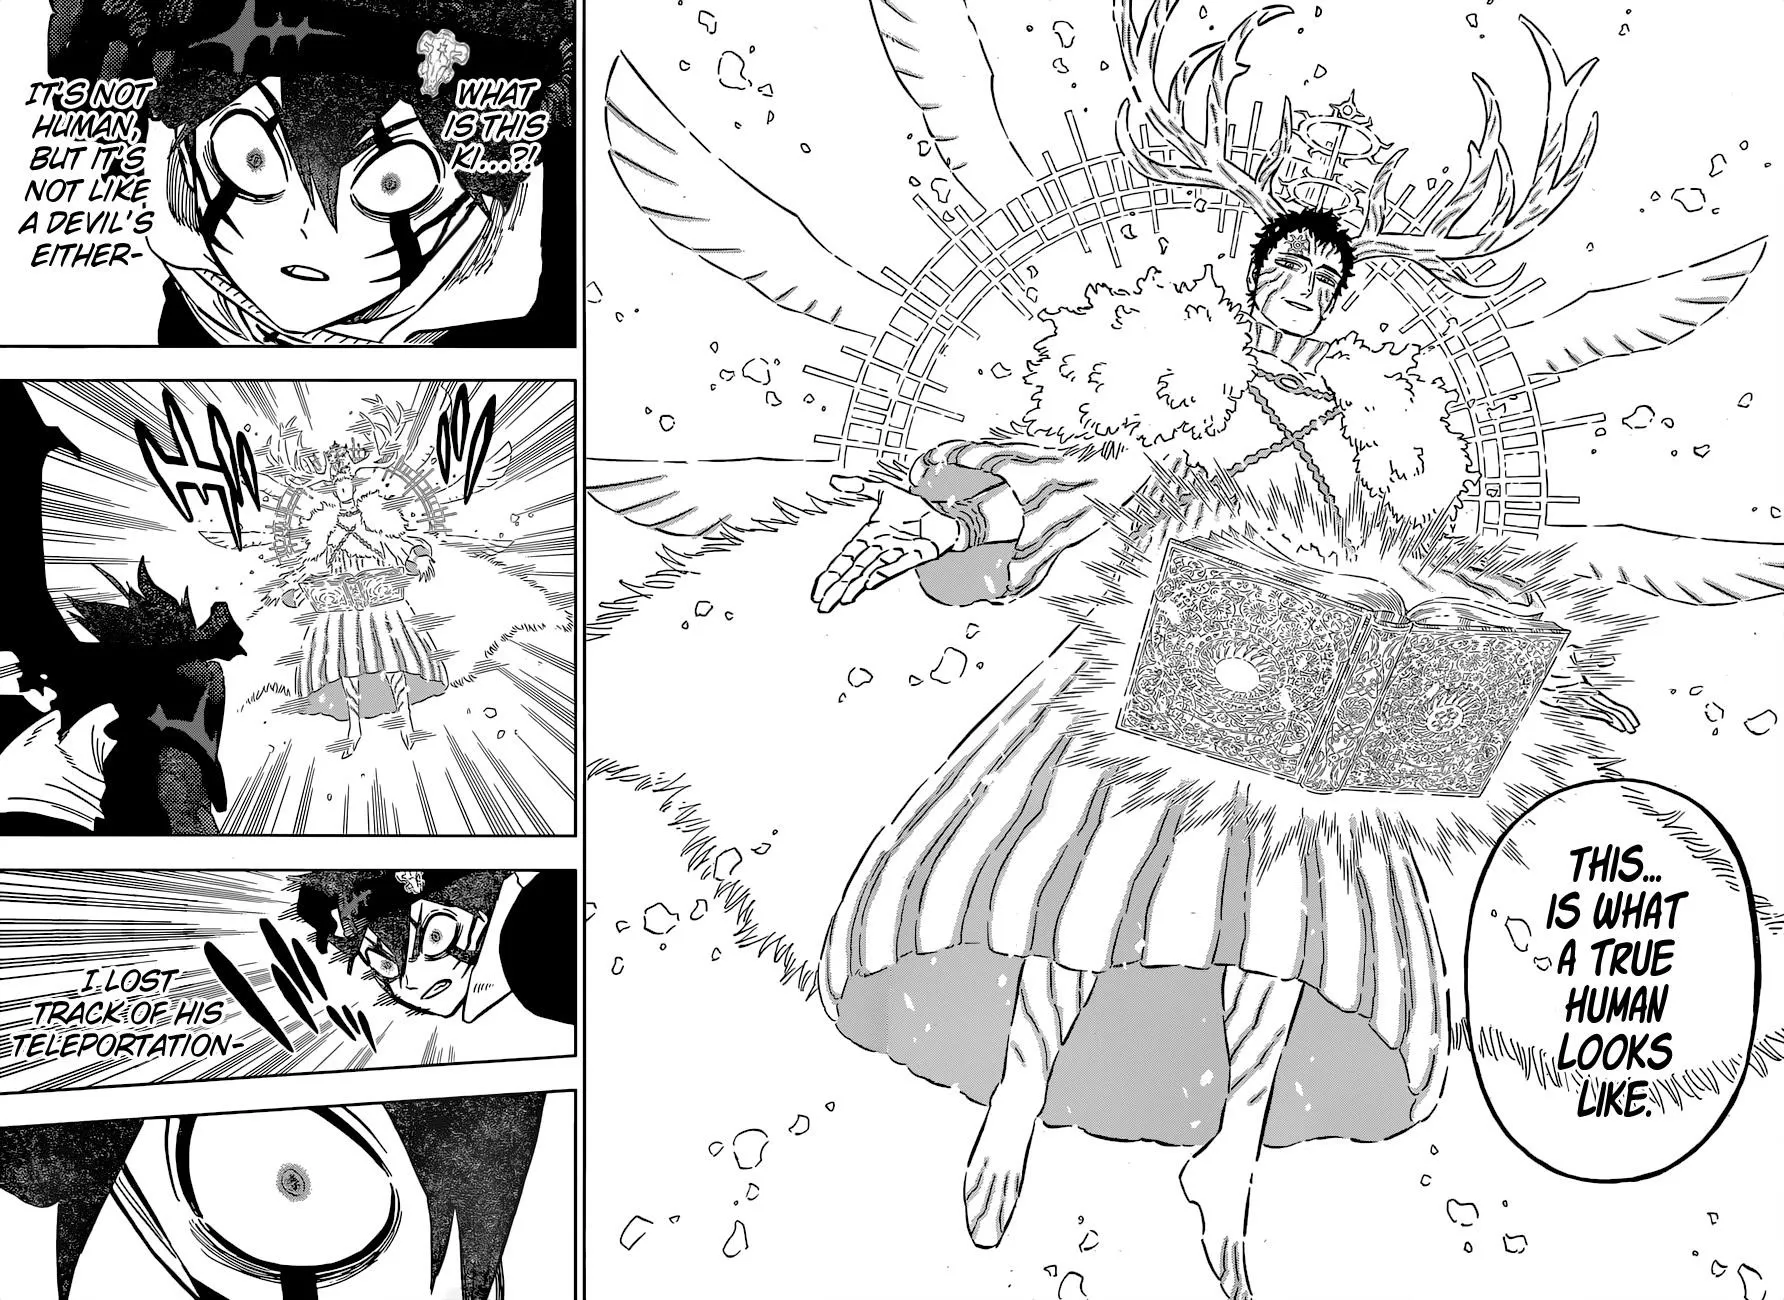 THIS...
IS WHAT
A TRUE
HUMAN
LOOKS
LIKE.
WHAT
IS THIS
KI...?!
IT'S NOT
HUMAN,
BUT IT'S
NOT LIKE
A DEVIL'S
EITHER-
I LOST
TRACK OF HIS
TELEPORTATION-